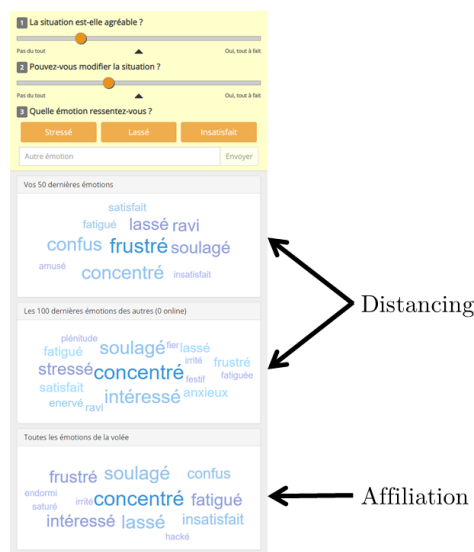 1 La situation est-elle agréable ?
Pas du tout Oui, tout à fait
2 Pouvez-vous modifier la situation ?
Pas du tout Oui, tout à fait
3 Quelle émotion ressentez-vous ?
Stressé Lassé Insatisfait
Autre émotion Envoyer
Vos 50 dernières émotions
satisfait
fatigué lassé ravi
confus frustré soulagé
amusé concentré insatisfait
Distancing
Les 100 dernières émotions des autres (0 online)
plénitude
fatigué soulagé fier lassé
irrité frustré
stressé concentré festif fatiguée
satisfait intéressé anxieux
enervé ravi
Toutes les émotions de la volée
frustré soulagé confus
endormi irrité concentré fatigué
saturé
intéressé lassé insatisfait
hacké
Affiliation